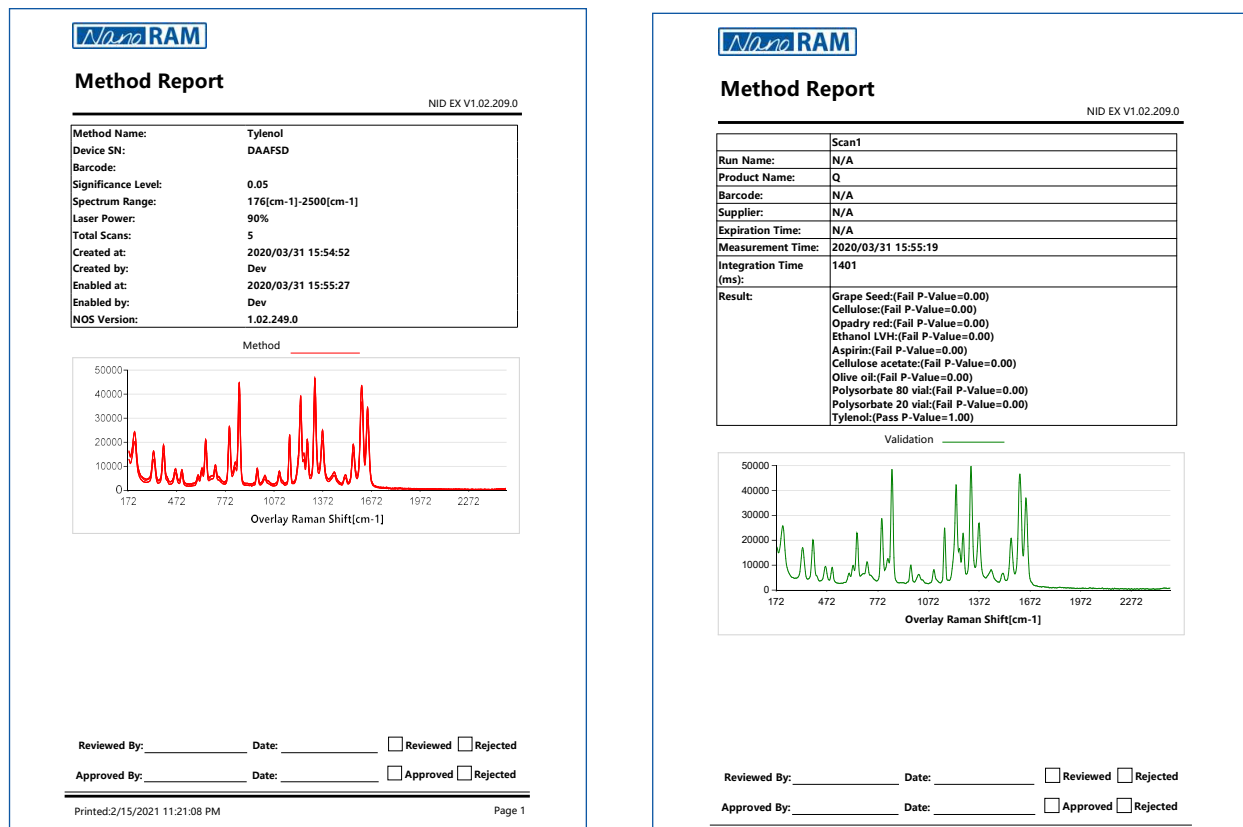 NanoRAM
Method Report
NID EX V1.02.209.0
Method Name: Tylenol
Device SN: DAAFSD
Barcode:
Significance Level: 0.05
Spectrum Range: 176[cm-1]-2500[cm-1]
Laser Power: 90%
Total Scans: 5
Created at: 2020/03/31 15:54:52
Created by: Dev
Enabled at: 2020/03/31 15:55:27
Enabled by: Dev
NOS Version: 1.02.249.0
Method
50000
40000
30000
20000
10000
0
172 472 772 1072 1372 1672 1972 2272
Overlay Raman Shift[cm-1]
Reviewed By: Date: Reviewed Rejected
Approved By: Date: Approved Rejected
Printed:2/15/2021 11:21:08 PM Page 1
NanoRAM
Method Report
NID EX V1.02.209.0
Scan1
Run Name: N/A
Product Name: Q
Barcode: N/A
Supplier: N/A
Expiration Time: N/A
Measurement Time: 2020/03/31 15:55:19
Integration Time 1401
(ms):
Result: Grape Seed:(Fail P-Value=0.00)
Cellulose:(Fail P-Value=0.00)
Opadry red:(Fail P-Value=0.00)
Ethanol LVH:(Fail P-Value=0.00)
Aspirin:(Fail P-Value=0.00)
Cellulose acetate:(Fail P-Value=0.00)
Olive oil:(Fail P-Value=0.00)
Polysorbate 80 vial:(Fail P-Value=0.00)
Polysorbate 20 vial:(Fail P-Value=0.00)
Tylenol:(Pass P-Value=1.00)
Validation
50000
40000
30000
20000
10000
0
172 472 772 1072 1372 1672 1972 2272
Overlay Raman Shift[cm-1]
Reviewed By: Date: Reviewed Rejected
Approved By: Date: Approved Rejected